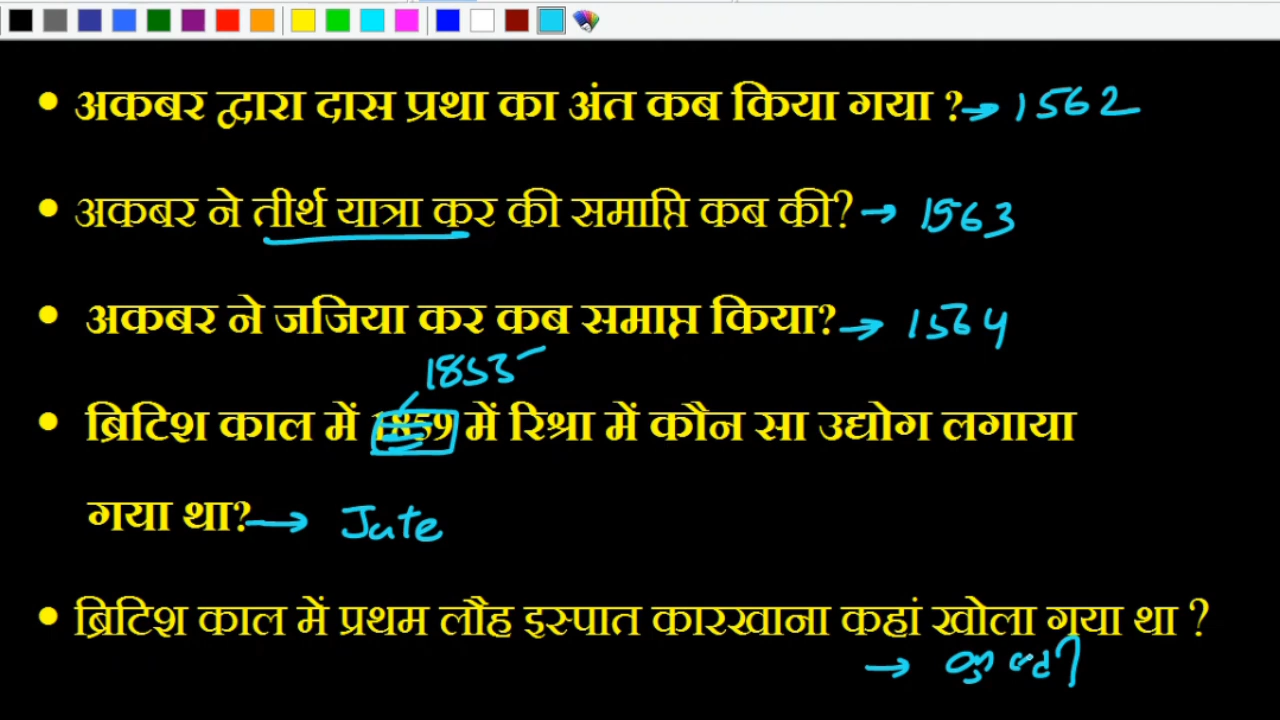 • अकबर द्वारा दास प्रथा का अंत कब किया गया ? → 1562
• अकबर ने तीर्थ यात्रा कर की समाप्ति कब की? → 1563
• अकबर ने जजिया कर कब समाप्त किया? → 1564
1855
• ब्रिटिश काल में 1859 में रिश्रा में कौन सा उद्योग लगाया
गया था? → Jute
• ब्रिटिश काल में प्रथम लौह इस्पात कारखाना कहां खोला गया था ?
→